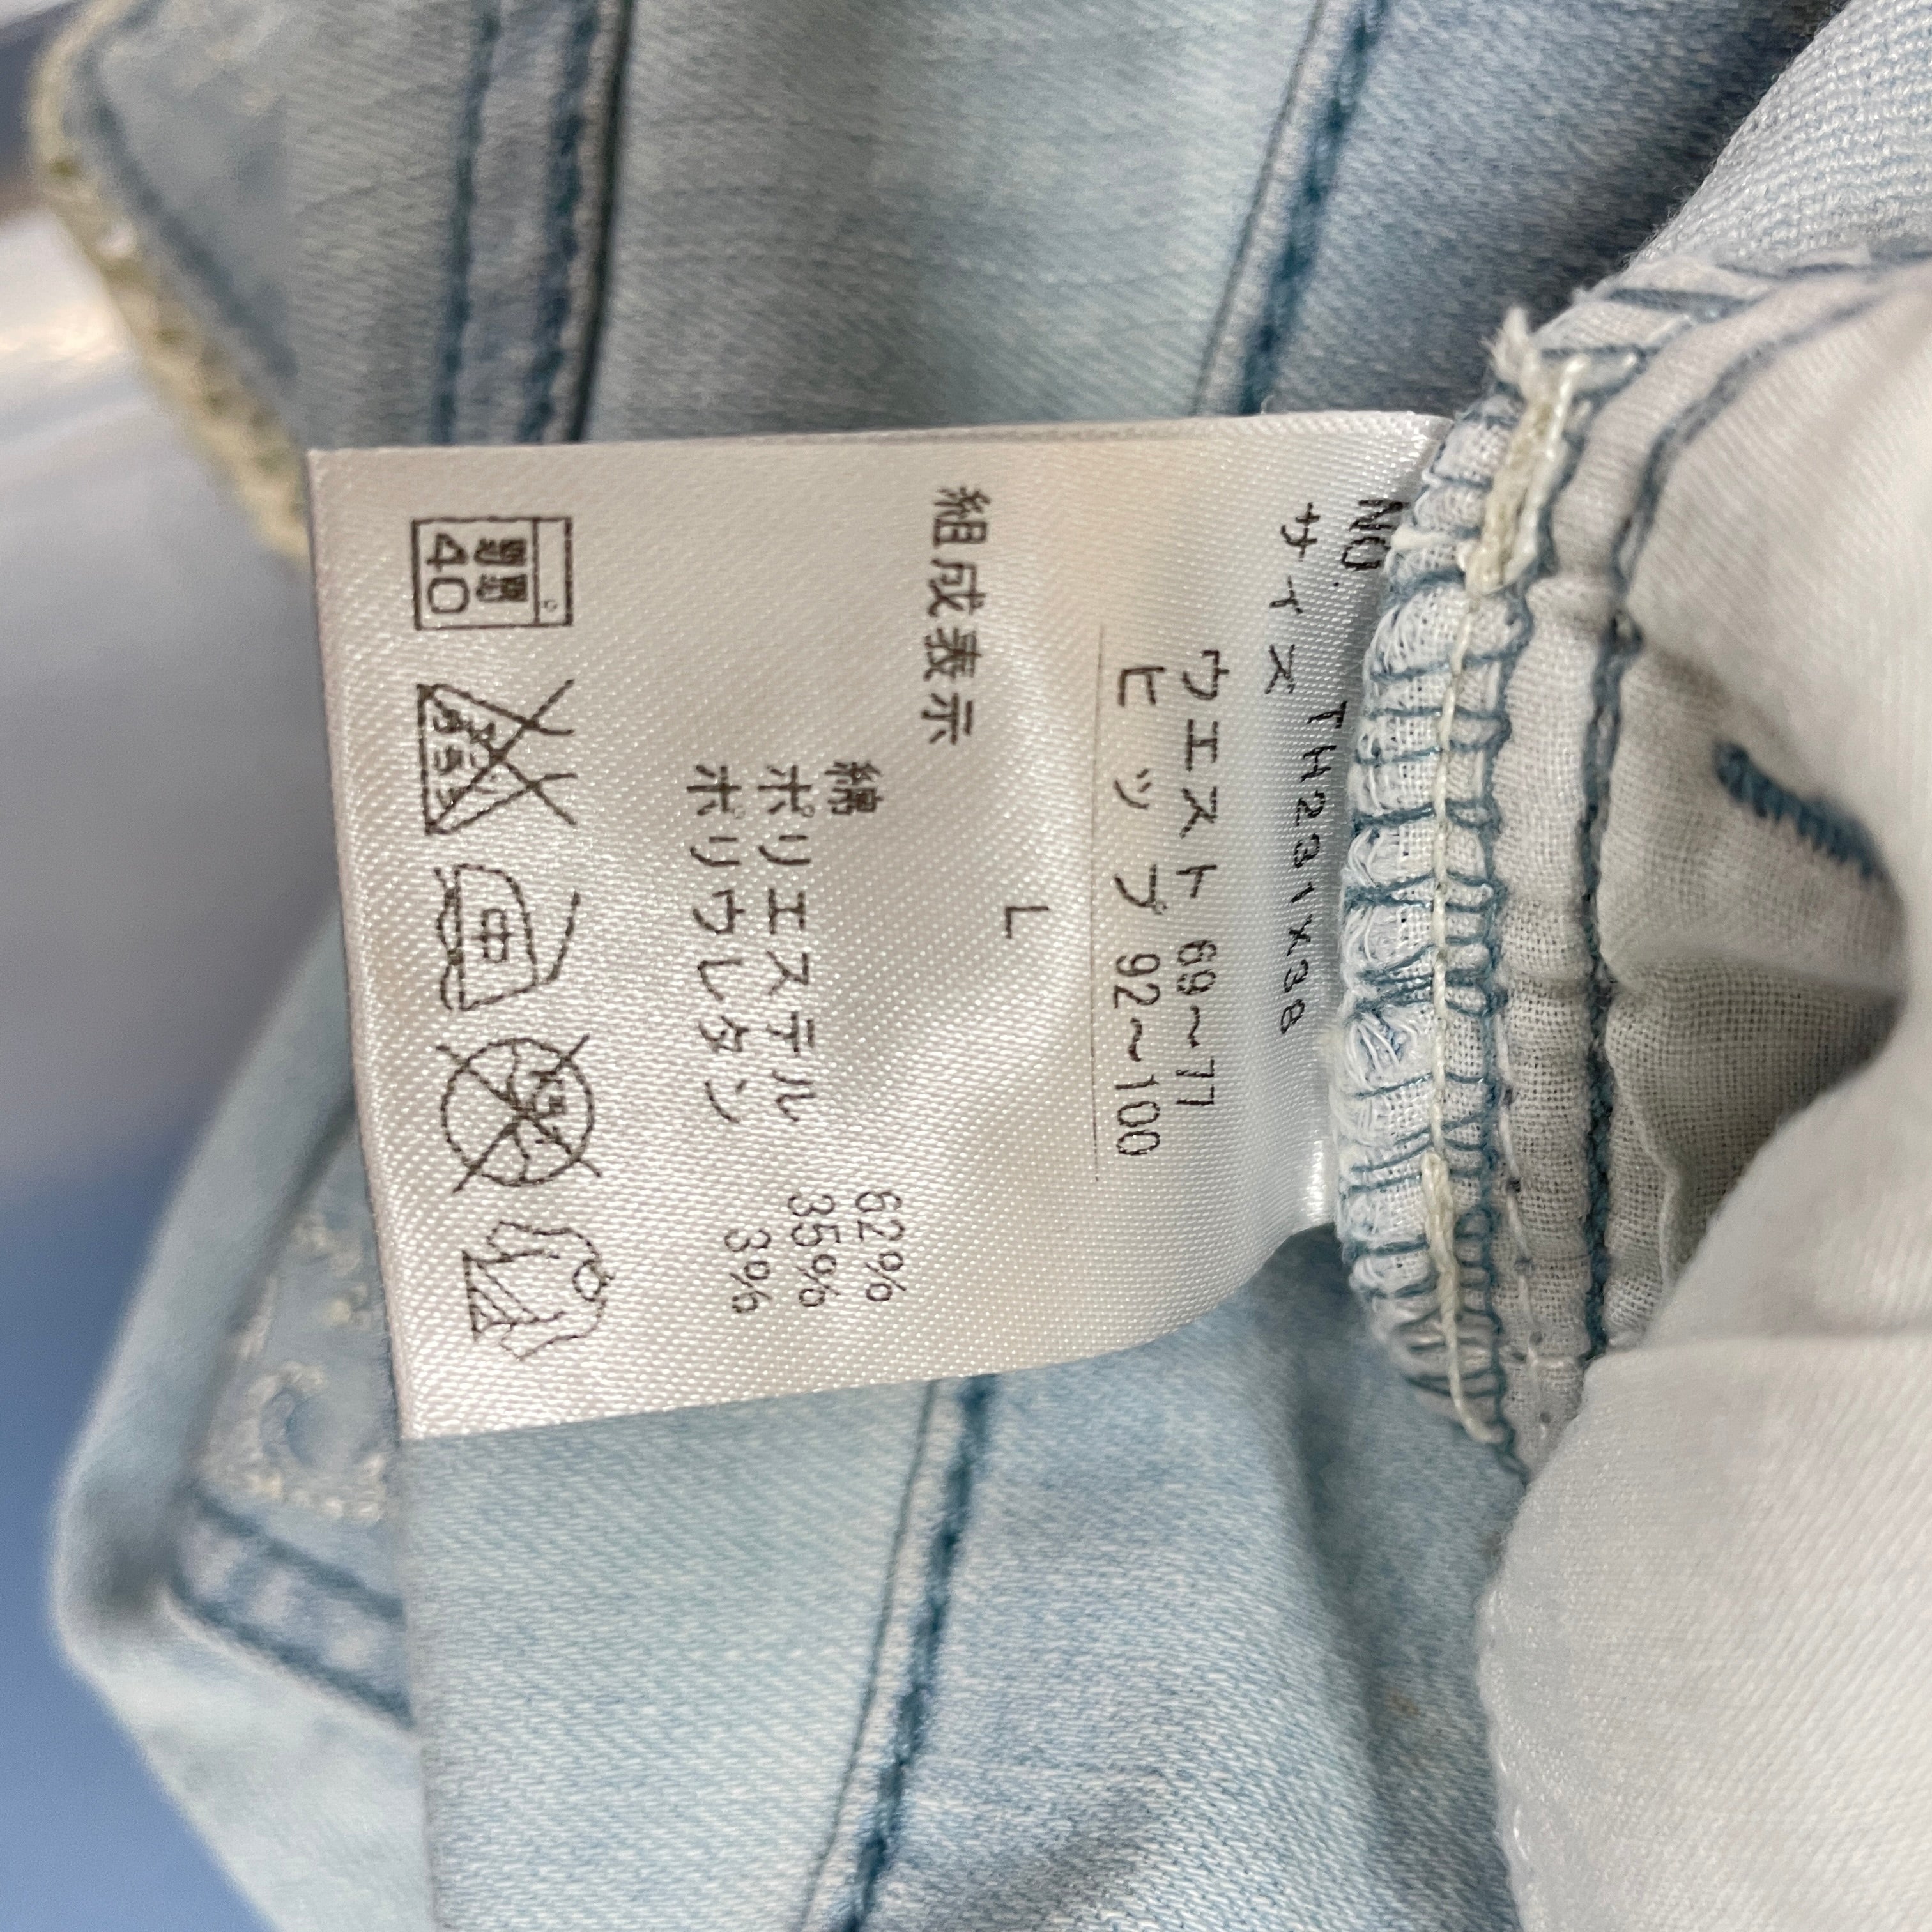 NO. TH231X38
サイズ
ウエスト 69~77
ヒップ 92~100
L
組成表示
綿 62%
ポリエステル 35%
ポリウレタン 3%
40
中